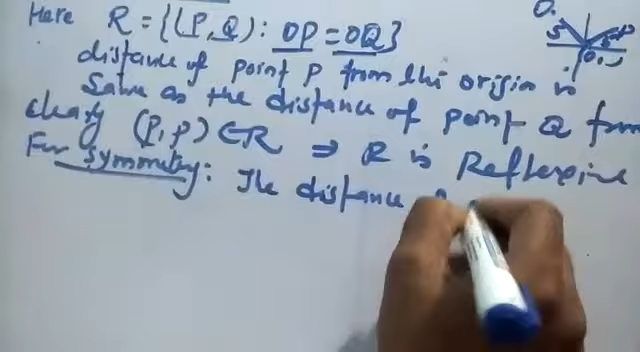 Here R = {(P, Q) : OP = OQ}
distance of point P from the origin is
same as the distance of point Q from
clearly (P, P) ∈ R ⇒ R is Reflexive
For symmetry: The distance